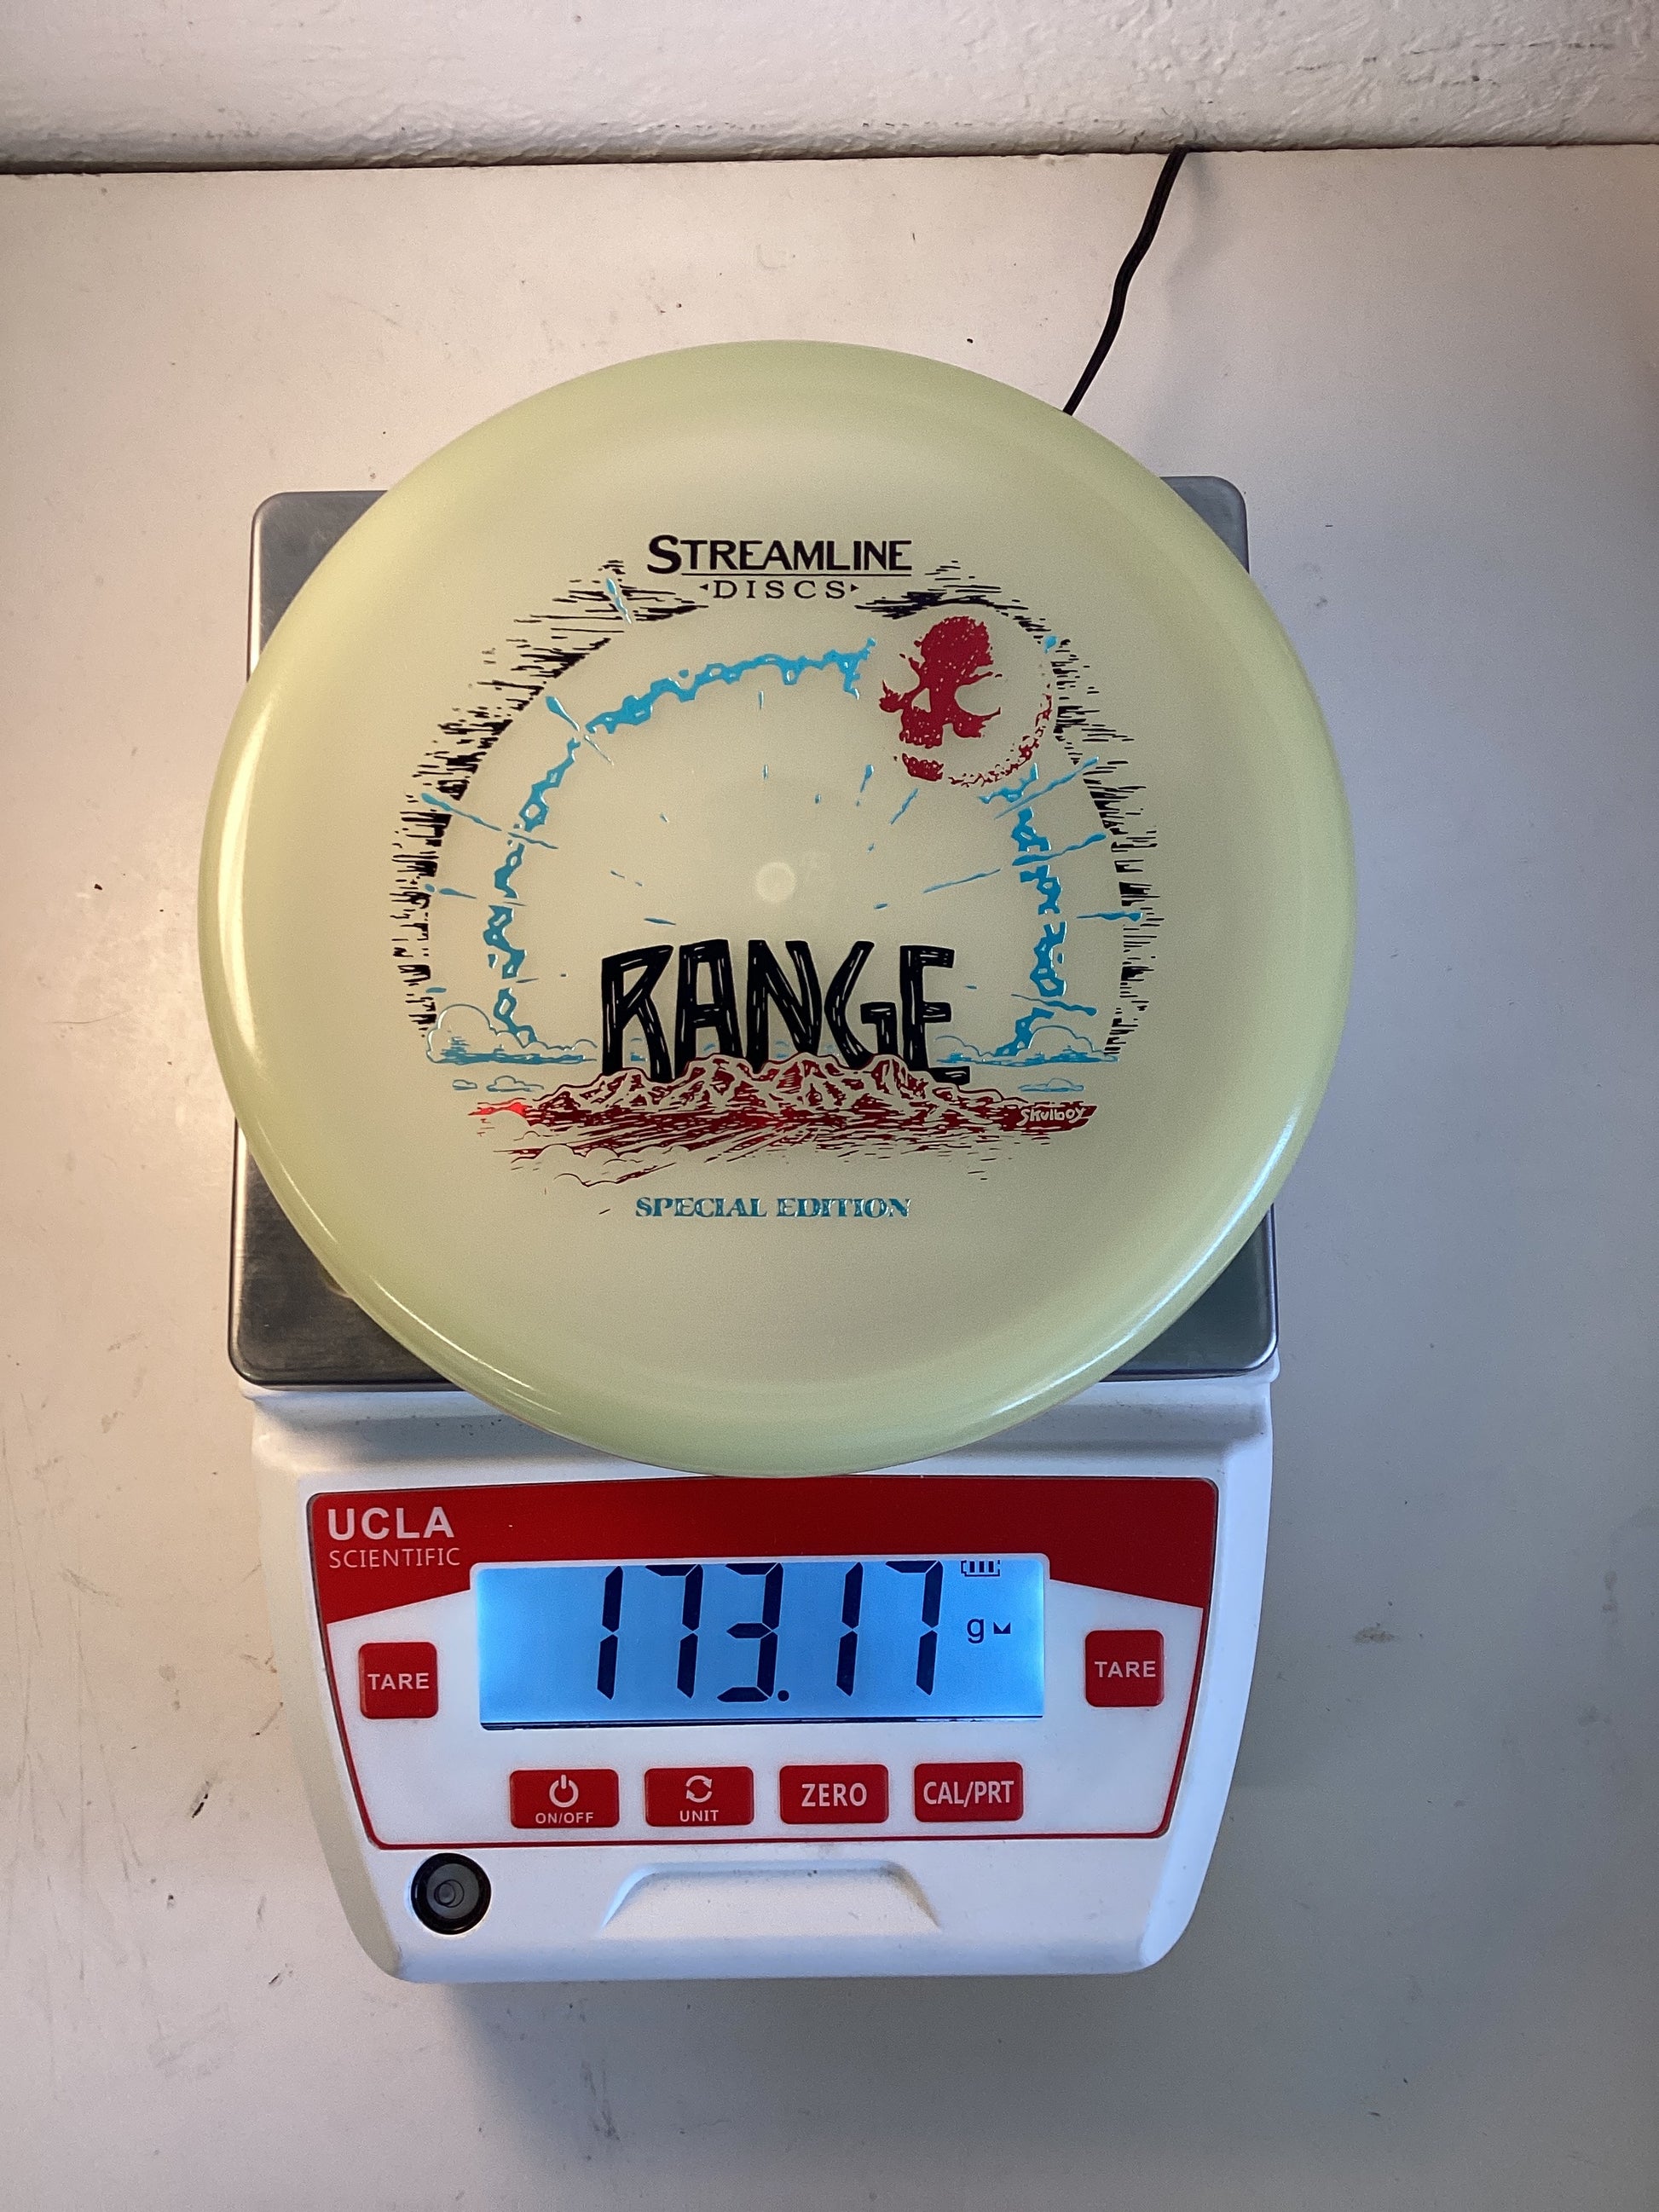 STREAMLINE
DISCS
RANGE
Skulboy
SPECIAL EDITION
UCLA
SCIENTIFIC
173.17
g
TARE
TARE
ON/OFF
UNIT
ZERO
CAL/PRT